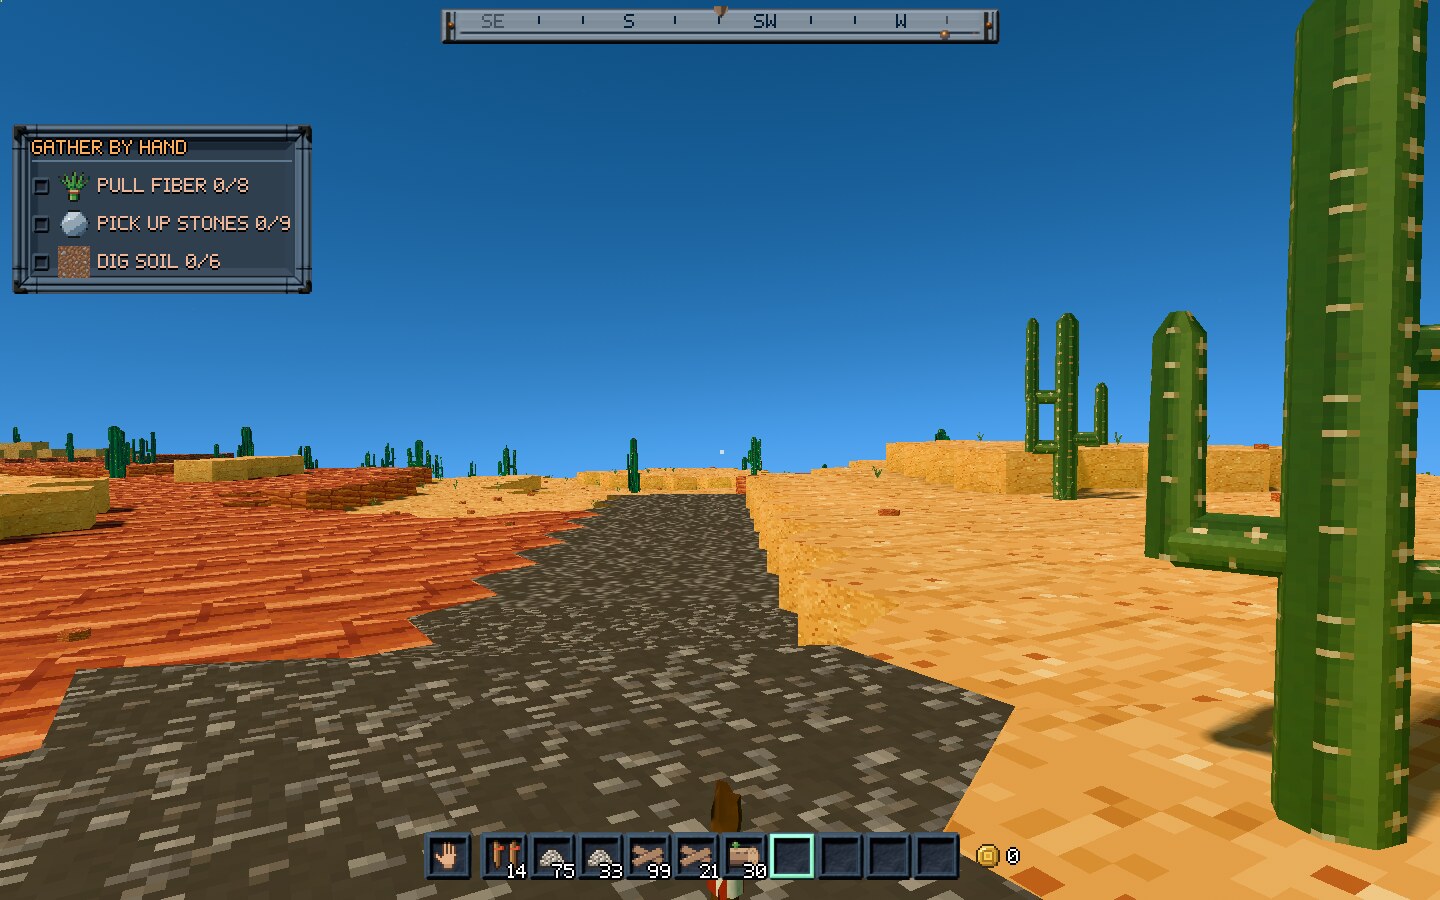 SE S SW W
GATHER BY HAND
PULL FIBER 0/8
PICK UP STONES 0/9
DIG SOIL 0/6
14 75 33 99 21 30 0